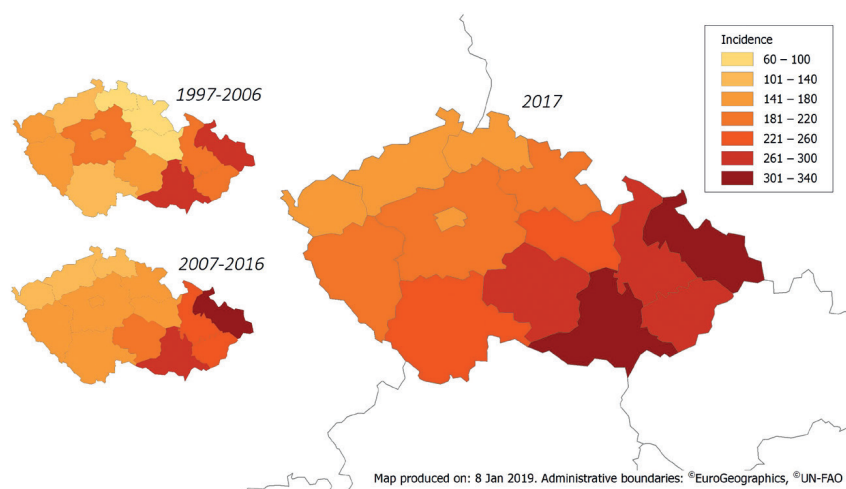 1997-2006
2017
Incidence
60 – 100
101 – 140
141 – 180
181 – 220
221 – 260
261 – 300
301 – 340
2007-2016
Map produced on: 8 Jan 2019. Administrative boundaries: ©EuroGeographics, ©UN-FAO